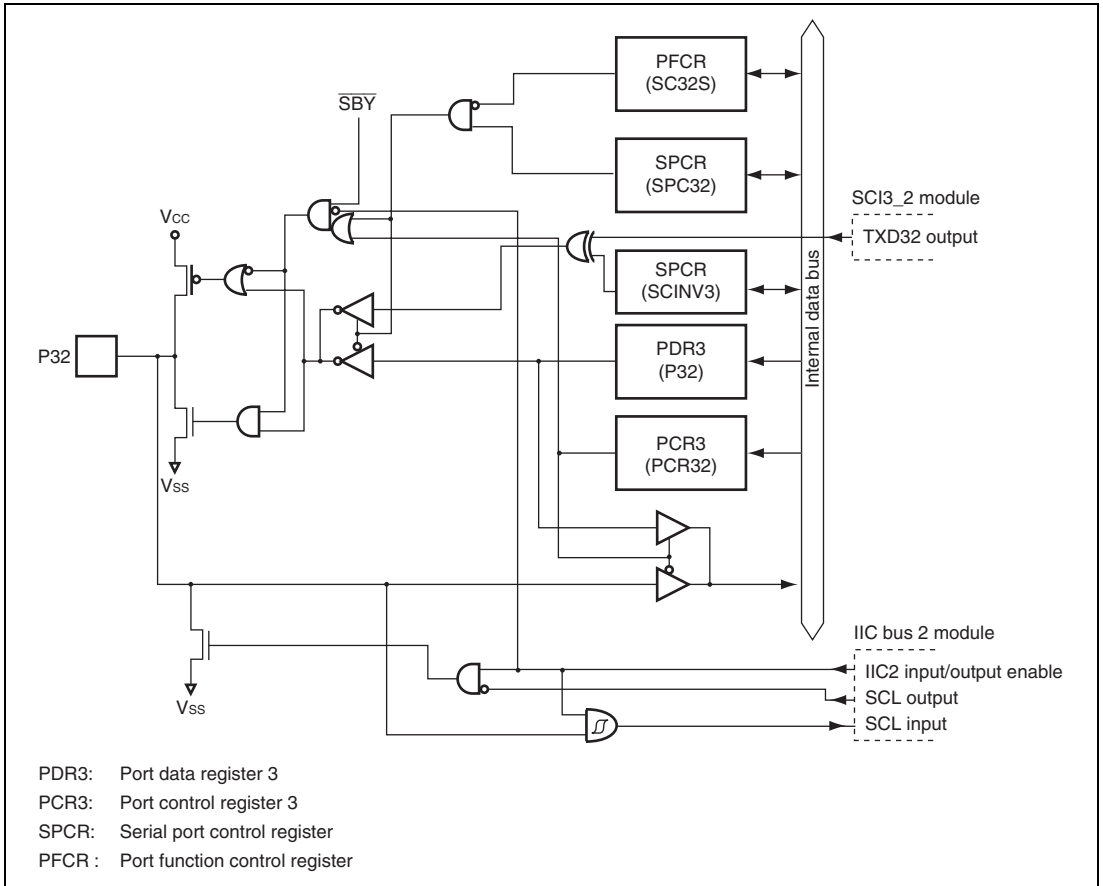 PFCR
(SC32S)
SBY
SPCR
(SPC32)
SCI3_2 module
VCC
TXD32 output
SPCR
(SCINV3)
Internal data bus
P32
PDR3
(P32)
PCR3
(PCR32)
VSS
IIC bus 2 module
IIC2 input/output enable
SCL output
VSS
SCL input
PDR3: Port data register 3
PCR3: Port control register 3
SPCR: Serial port control register
PFCR : Port function control register